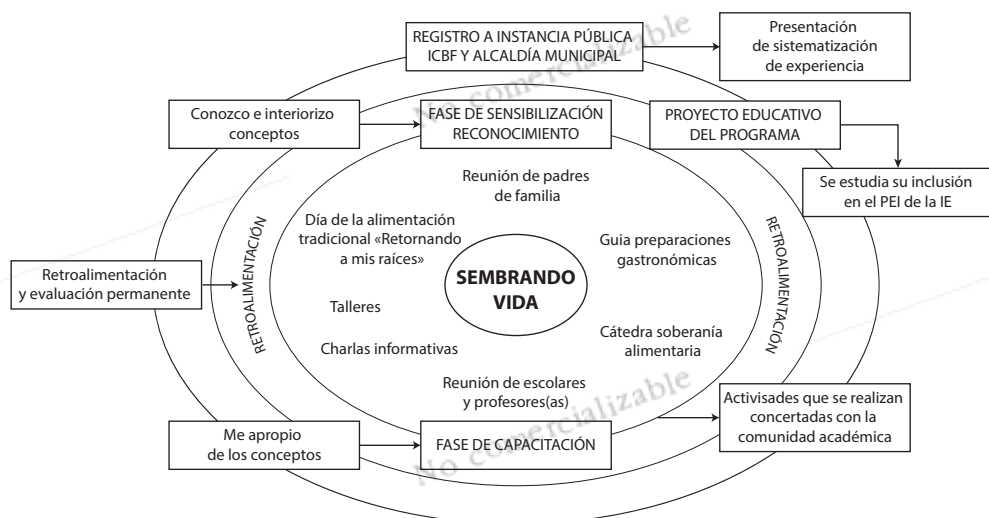 REGISTRO A INSTANCIA PÚBLICA
ICBF Y ALCALDÍA MUNICIPAL
Presentación
de sistematización
de experiencia
No comercializable
Conozco e interiorizo
conceptos
FASE DE SENSIBILIZACIÓN
RECONOCIMIENTO
PROYECTO EDUCATIVO
DEL PROGRAMA
Se estudia su inclusión
en el PEI de la IE
Reunión de padres
de familia
Día de la alimentación
tradicional «Retornando
a mis raíces»
Guia preparaciones
gastronómicas
RETROALIMENTACIÓN
RETROALIMENTACIÓN
Retroalimentación
y evaluación permanente
SEMBRANDO
VIDA
Talleres
Charlas informativas
Cátedra soberanía
alimentaria
Reunión de escolares
y profesores(as)
Activisades que se realizan
concertadas con la
comunidad académica
Me apropio
de los conceptos
FASE DE CAPACITACIÓN
No comercializable